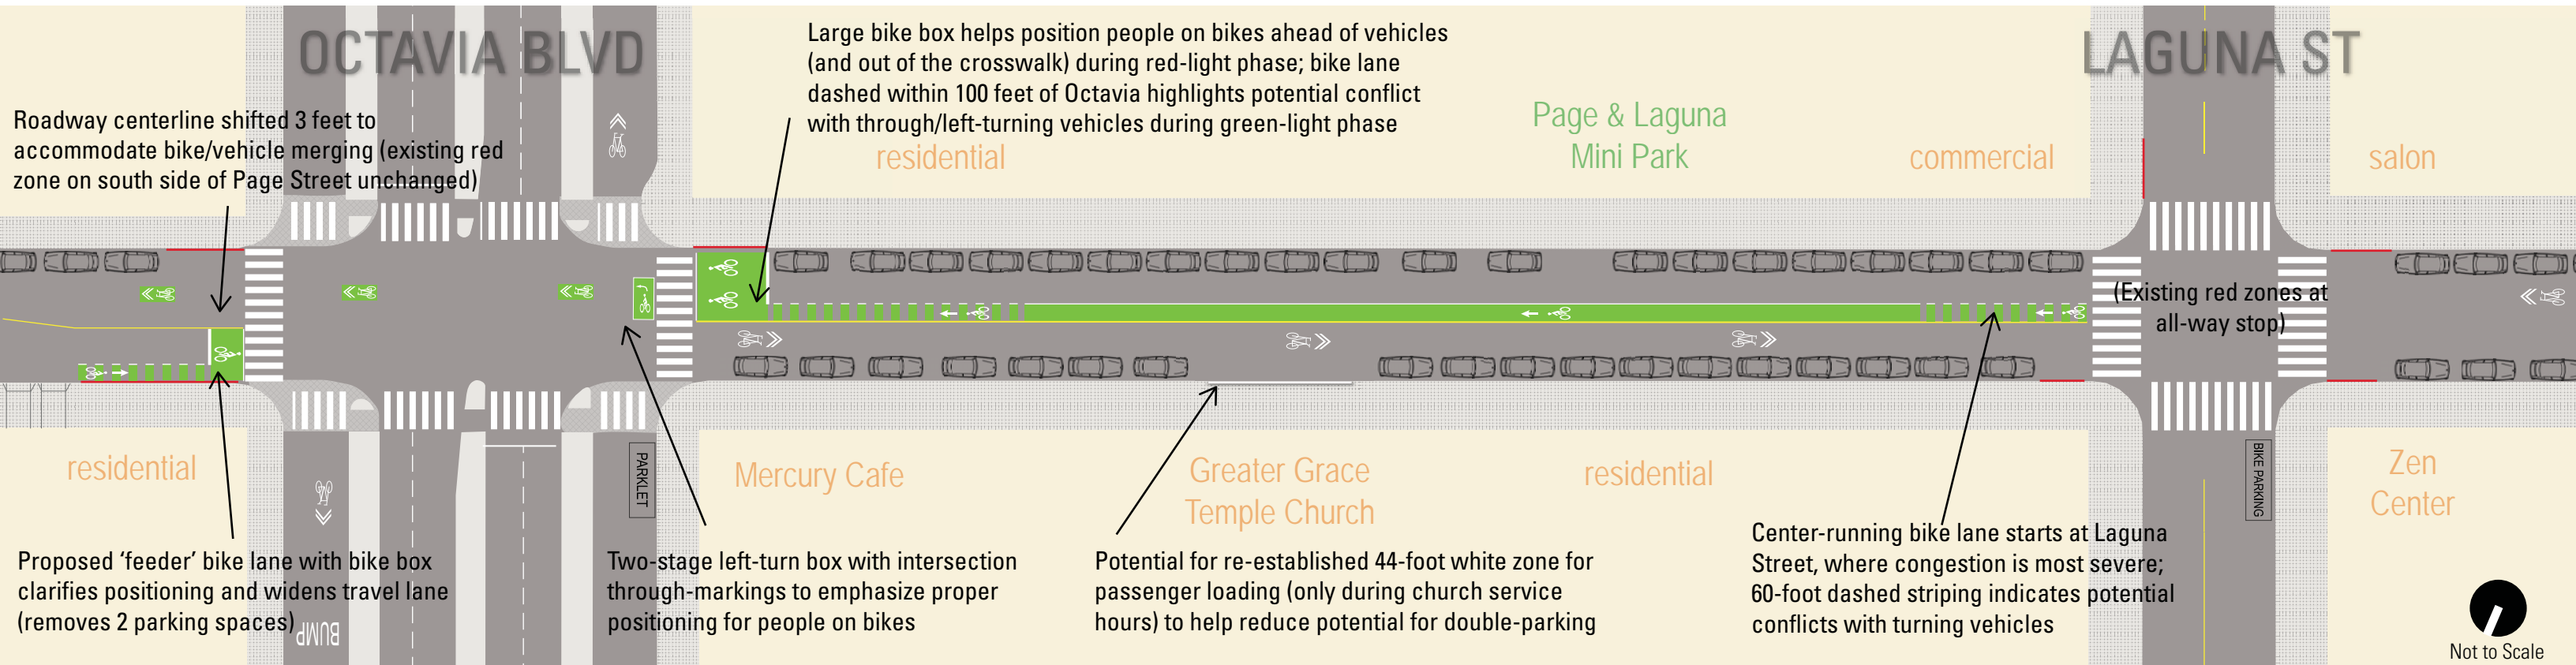 OCTAVIA BLVD
LAGUNA ST
Large bike box helps position people on bikes ahead of vehicles
(and out of the crosswalk) during red-light phase; bike lane
dashed within 100 feet of Octavia highlights potential conflict
with through/left-turning vehicles during green-light phase
Roadway centerline shifted 3 feet to
accommodate bike/vehicle merging (existing red
zone on south side of Page Street unchanged)
residential
Page & Laguna
Mini Park
commercial
salon
(Existing red zones at
all-way stop)
residential
PARKLET
Mercury Cafe
Greater Grace
Temple Church
residential
BIKE PARKING
Zen
Center
Proposed ‘feeder’ bike lane with bike box
clarifies positioning and widens travel lane
(removes 2 parking spaces)
BUMP
Two-stage left-turn box with intersection
through-markings to emphasize proper
positioning for people on bikes
Potential for re-established 44-foot white zone for
passenger loading (only during church service
hours) to help reduce potential for double-parking
Center-running bike lane starts at Laguna
Street, where congestion is most severe;
60-foot dashed striping indicates potential
conflicts with turning vehicles
Not to Scale